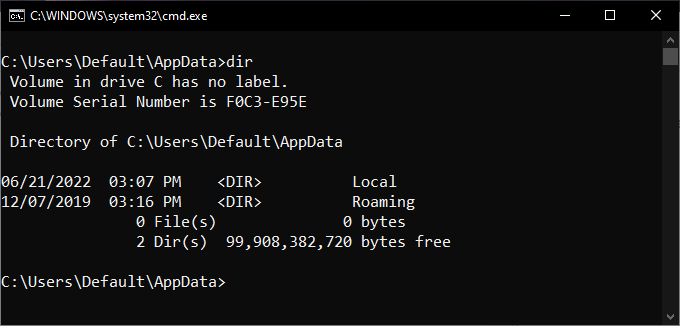 C:\WINDOWS\system32\cmd.exe
C:\Users\Default\AppData>dir
 Volume in drive C has no label.
 Volume Serial Number is F0C3-E95E
 Directory of C:\Users\Default\AppData
06/21/2022  03:07 PM    <DIR>          Local
12/07/2019  03:16 PM    <DIR>          Roaming
               0 File(s)              0 bytes
               2 Dir(s)  99,908,382,720 bytes free
C:\Users\Default\AppData>